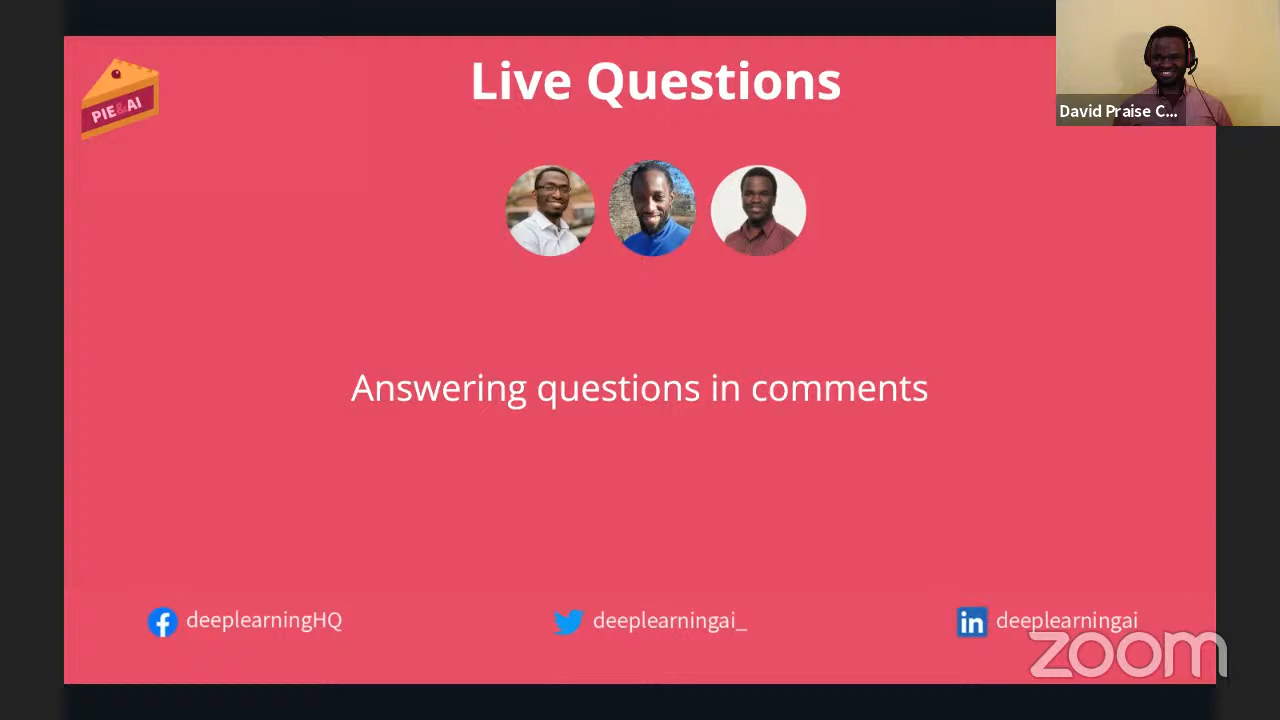 Live Questions
PIE&AI
David Praise C...
Answering questions in comments
deeplearningHQ
deeplearningai_
deeplearningai
zoom